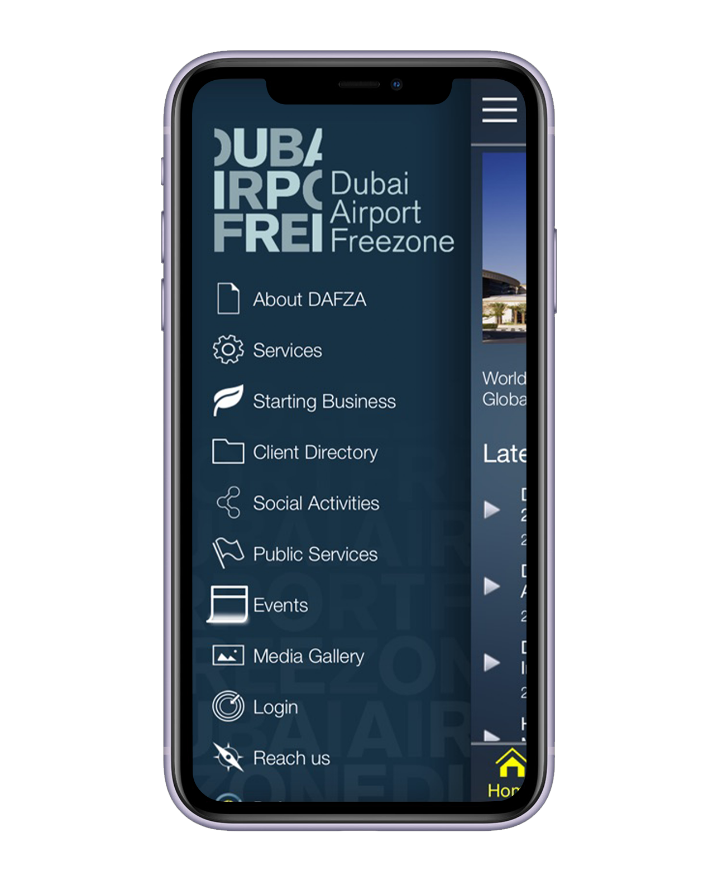 DUBA
IRPO
FREI
Dubai
Airport
Freezone
About DAFZA
Services
Starting Business
Client Directory
Social Activities
Public Services
Events
Media Gallery
Login
Reach us
World
Globa
Late
Hom